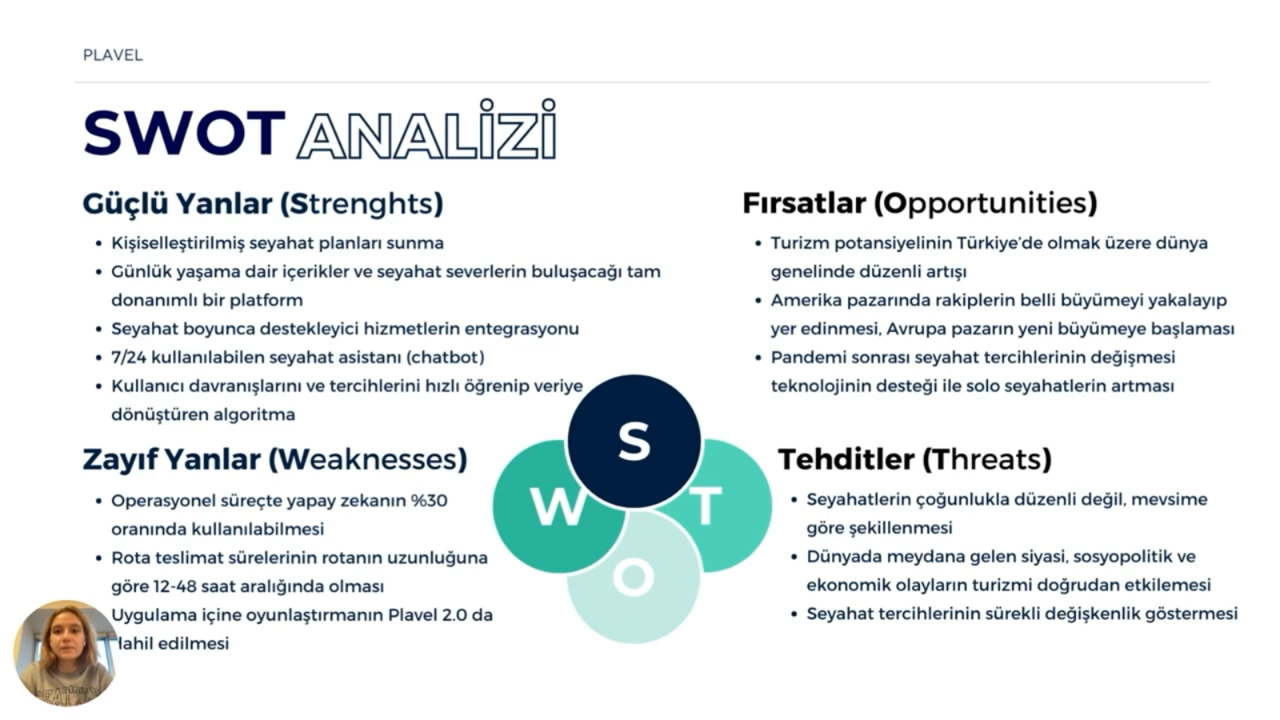 PLAVEL
SWOT ANALİZİ
Güçlü Yanlar (Strenghts)
Kişiselleştirilmiş seyahat planları sunma
Günlük yaşama dair içerikler ve seyahat severlerin buluşacağı tam
donanımlı bir platform
Seyahat boyunca destekleyici hizmetlerin entegrasyonu
7/24 kullanılabilen seyahat asistanı (chatbot)
Kullanıcı davranışlarını ve tercihlerini hızlı öğrenip veriye
dönüştüren algoritma
Zayıf Yanlar (Weaknesses)
Operasyonel süreçte yapay zekanın %30
oranında kullanılabilmesi
Rota teslimat sürelerinin rotanın uzunluğuna
göre 12-48 saat aralığında olması
Uygulama içine oyunlaştırmanın Plavel 2.0 da
dahil edilmesi
S
W
T
O
Fırsatlar (Opportunities)
Turizm potansiyelinin Türkiye’de olmak üzere dünya
genelinde düzenli artışı
Amerika pazarında rakiplerin belli büyümeyi yakalayıp
yer edinmesi, Avrupa pazarın yeni büyümeye başlaması
Pandemi sonrası seyahat tercihlerinin değişmesi
teknolojinin desteği ile solo seyahatlerin artması
Tehditler (Threats)
Seyahatlerin çoğunlukla düzenli değil, mevsime
göre şekillenmesi
Dünyada meydana gelen siyasi, sosyopolitik ve
ekonomik olayların turizmi doğrudan etkilemesi
Seyahat tercihlerinin sürekli değişkenlik göstermesi